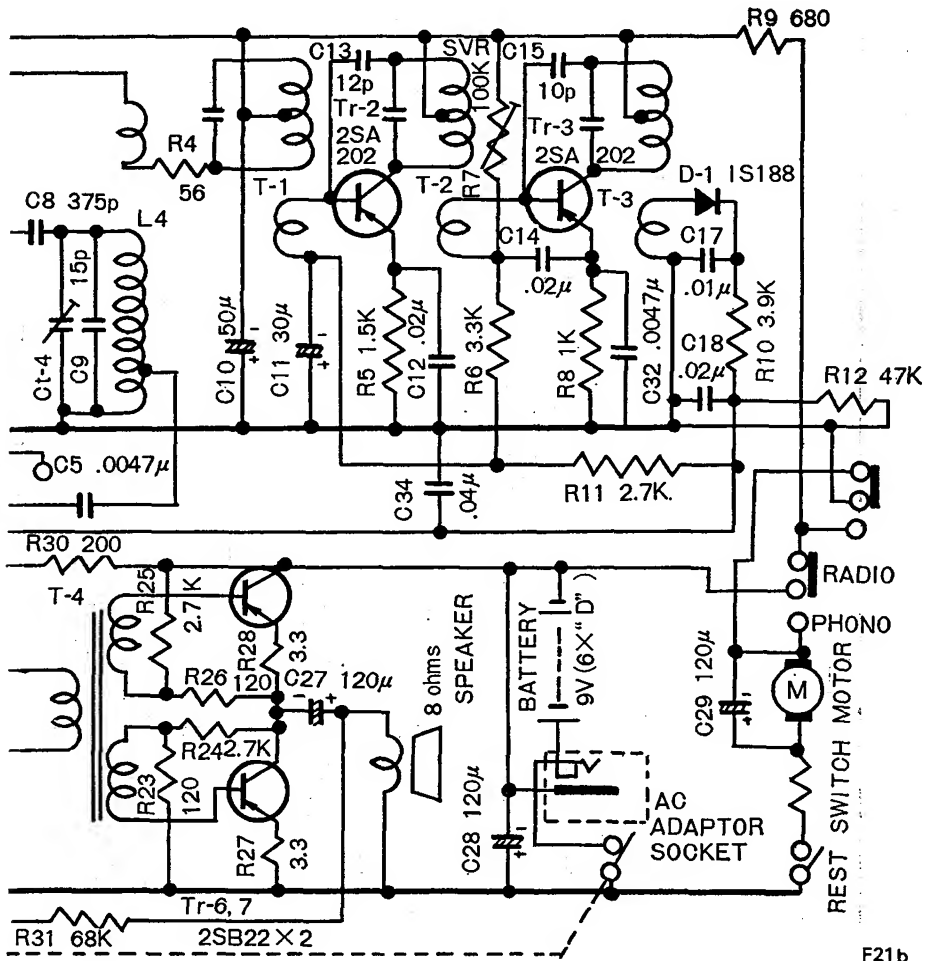 R9 680
C13
12p
Tr-2
2SA
202
SVR
100K
C15
10p
Tr-3
2SA 202
R4
56
T-1
T-2
R7
T-3
D-1 IS188
C8 375p
L4
15p
Ct-4
C9
C10 50μ
- +
C11 30μ
- +
R5 1.5K
C12 .02μ
C14
.02μ
R6 3.3K
R8 1K
C32 .0047μ
C17
.01μ
C18
.02μ
R10 3.9K
R12 47K
C5 .0047μ
C34
.04μ
R11 2.7K.
R30 200
T-4
R25
2.7 K
R28
3.3
R26 120
C27 120μ
- +
R24 2.7K
R23
120
R27
3.3
8 ohms
SPEAKER
BATTERY
9V (6×"D")
C28 120μ
- +
AC
ADAPTOR
SOCKET
RADIO
PHONO
C29 120μ
- +
M
MOTOR
REST SWITCH
Tr-6, 7
2SB22×2
R31 68K
F21b